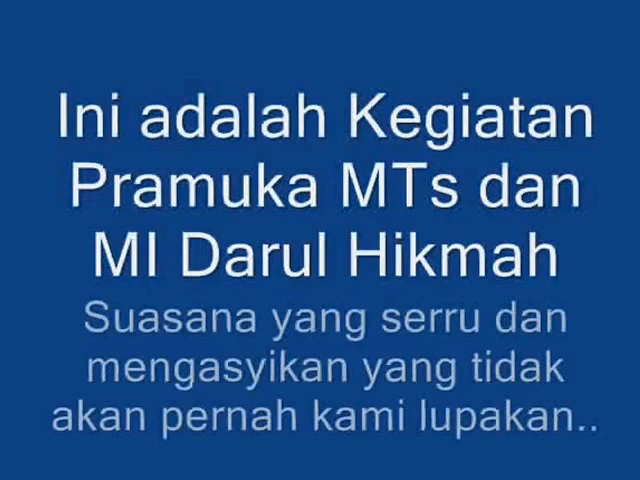 Ini adalah Kegiatan
Pramuka MTs dan
MI Darul Hikmah
Suasana yang serru dan
mengasyikan yang tidak
akan pernah kami lupakan..